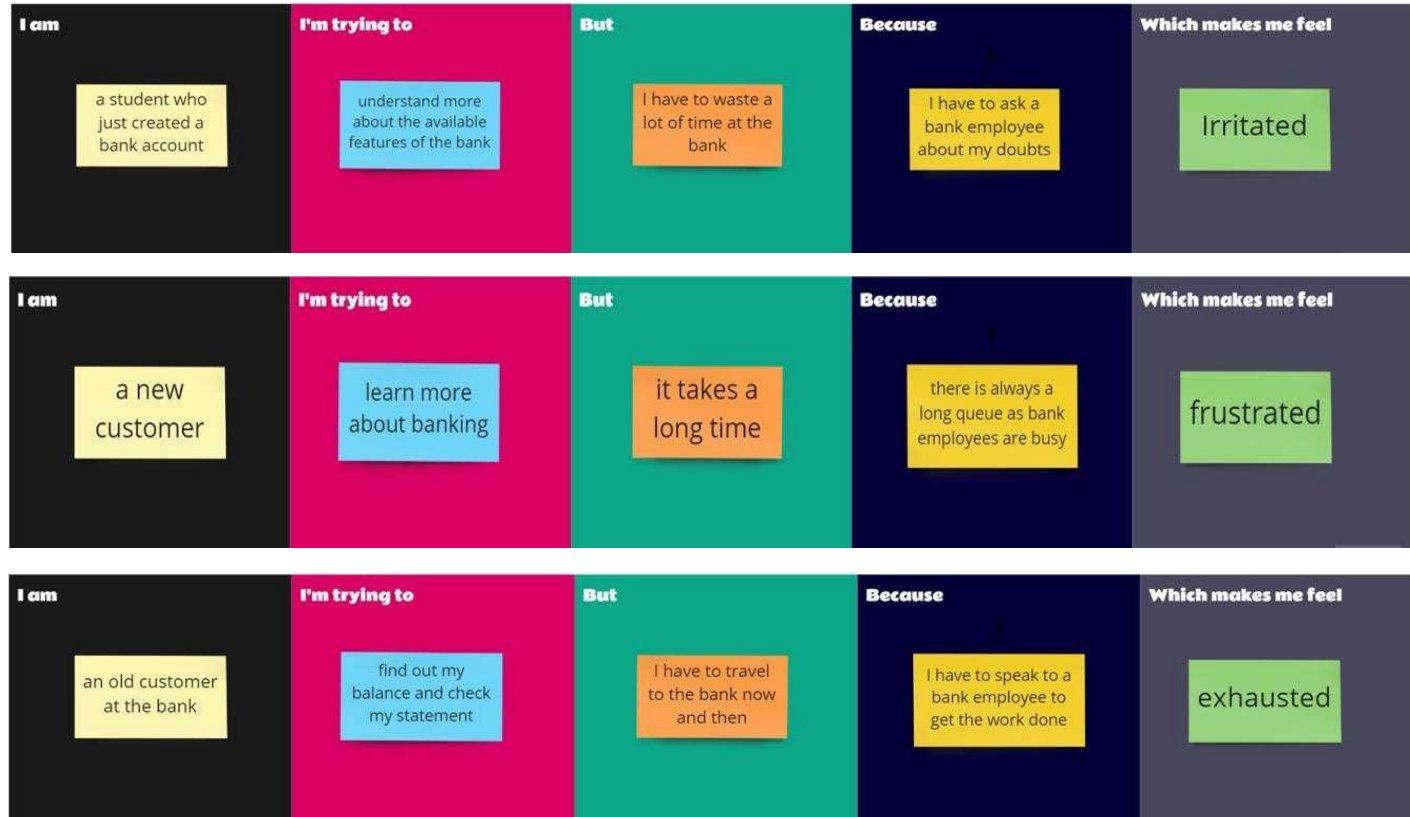 I am
I'm trying to
But
Because
Which makes me feel
a student who
just created a
bank account
understand more
about the available
features of the bank
I have to waste a
lot of time at the
bank
I have to ask a
bank employee
about my doubts
Irritated
I am
I'm trying to
But
Because
Which makes me feel
a new
customer
learn more
about banking
it takes a
long time
there is always a
long queue as bank
employees are busy
frustrated
I am
I'm trying to
But
Because
Which makes me feel
an old customer
at the bank
find out my
balance and check
my statement
I have to travel
to the bank now
and then
I have to speak to a
bank employee to
get the work done
exhausted